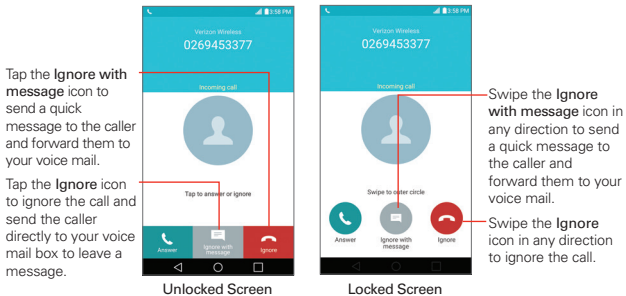 Tap the Ignore with
message icon to
send a quick
message to the caller
and forward them to
your voice mail.
Tap the Ignore icon
to ignore the call and
send the caller
directly to your voice
mail box to leave a
message.
3:58 PM
Verizon Wireless
0269453377
Incoming call
Tap to answer or ignore
Answer
Ignore with
message
Ignore
Unlocked Screen
3:58 PM
Verizon Wireless
0269453377
Incoming call
Swipe to outer circle
Answer
Ignore with
message
Ignore
Locked Screen
Swipe the Ignore
with message icon in
any direction to send
a quick message to
the caller and
forward them to your
voice mail.
Swipe the Ignore
icon in any direction
to ignore the call.